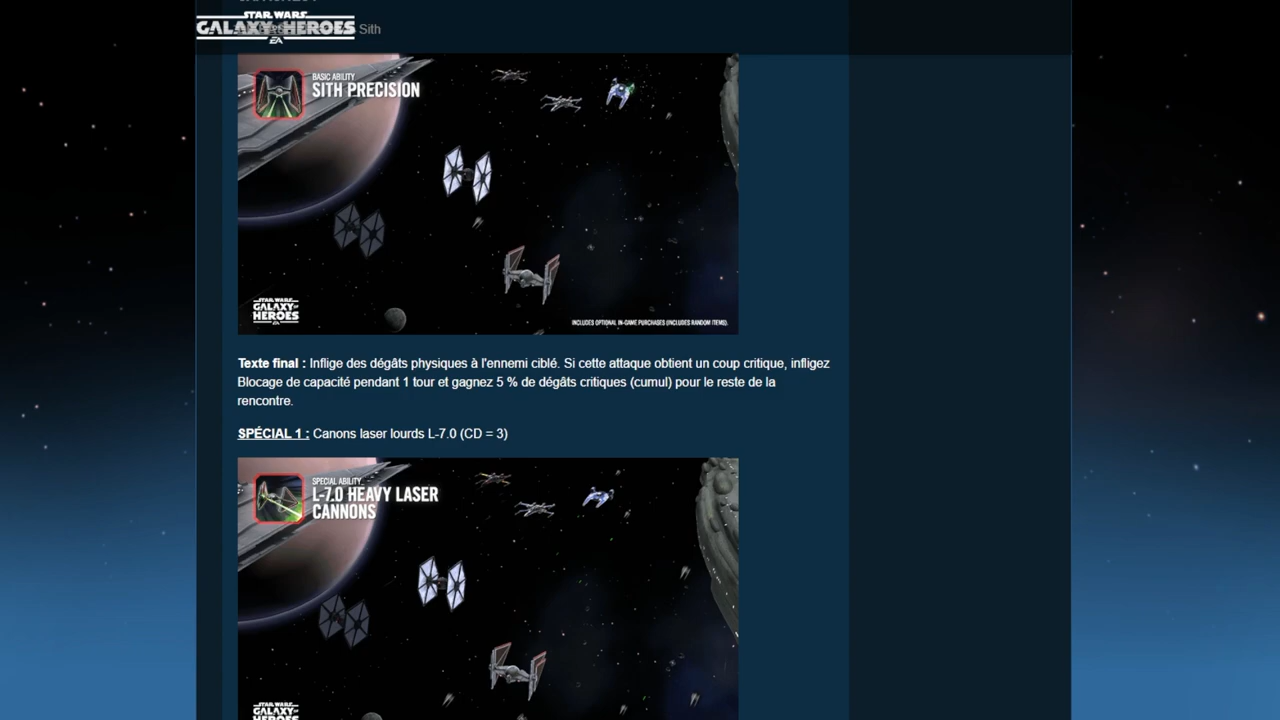 STAR WARS
GALAXY OF HEROES
EA
Sith
BASIC ABILITY
SITH PRECISION
STAR WARS
GALAXY OF
HEROES
EA
INCLUDES OPTIONAL IN-GAME PURCHASES (INCLUDES RANDOM ITEMS).
Texte final : Inflige des dégâts physiques à l'ennemi ciblé. Si cette attaque obtient un coup critique, infligez
Blocage de capacité pendant 1 tour et gagnez 5 % de dégâts critiques (cumul) pour le reste de la
rencontre.
SPÉCIAL 1 : Canons laser lourds L-7.0 (CD = 3)
SPECIAL ABILITY
L-7.0 HEAVY LASER
CANNONS
STAR WARS
GALAXY OF
HEROES